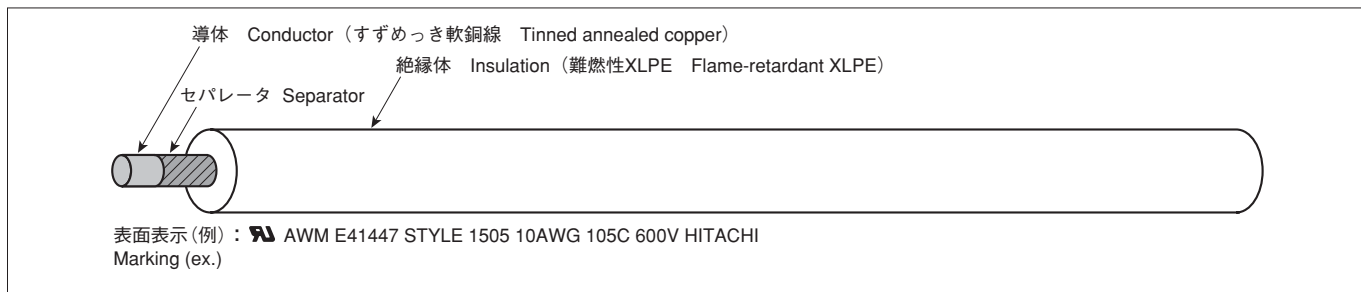 導体 Conductor（すずめっき軟銅線 Tinned annealed copper）
絶縁体 Insulation（難燃性XLPE Flame-retardant XLPE）
セパレータ Separator
表面表示（例）：RU AWM E41447 STYLE 1505 10AWG 105C 600V HITACHI
Marking (ex.)